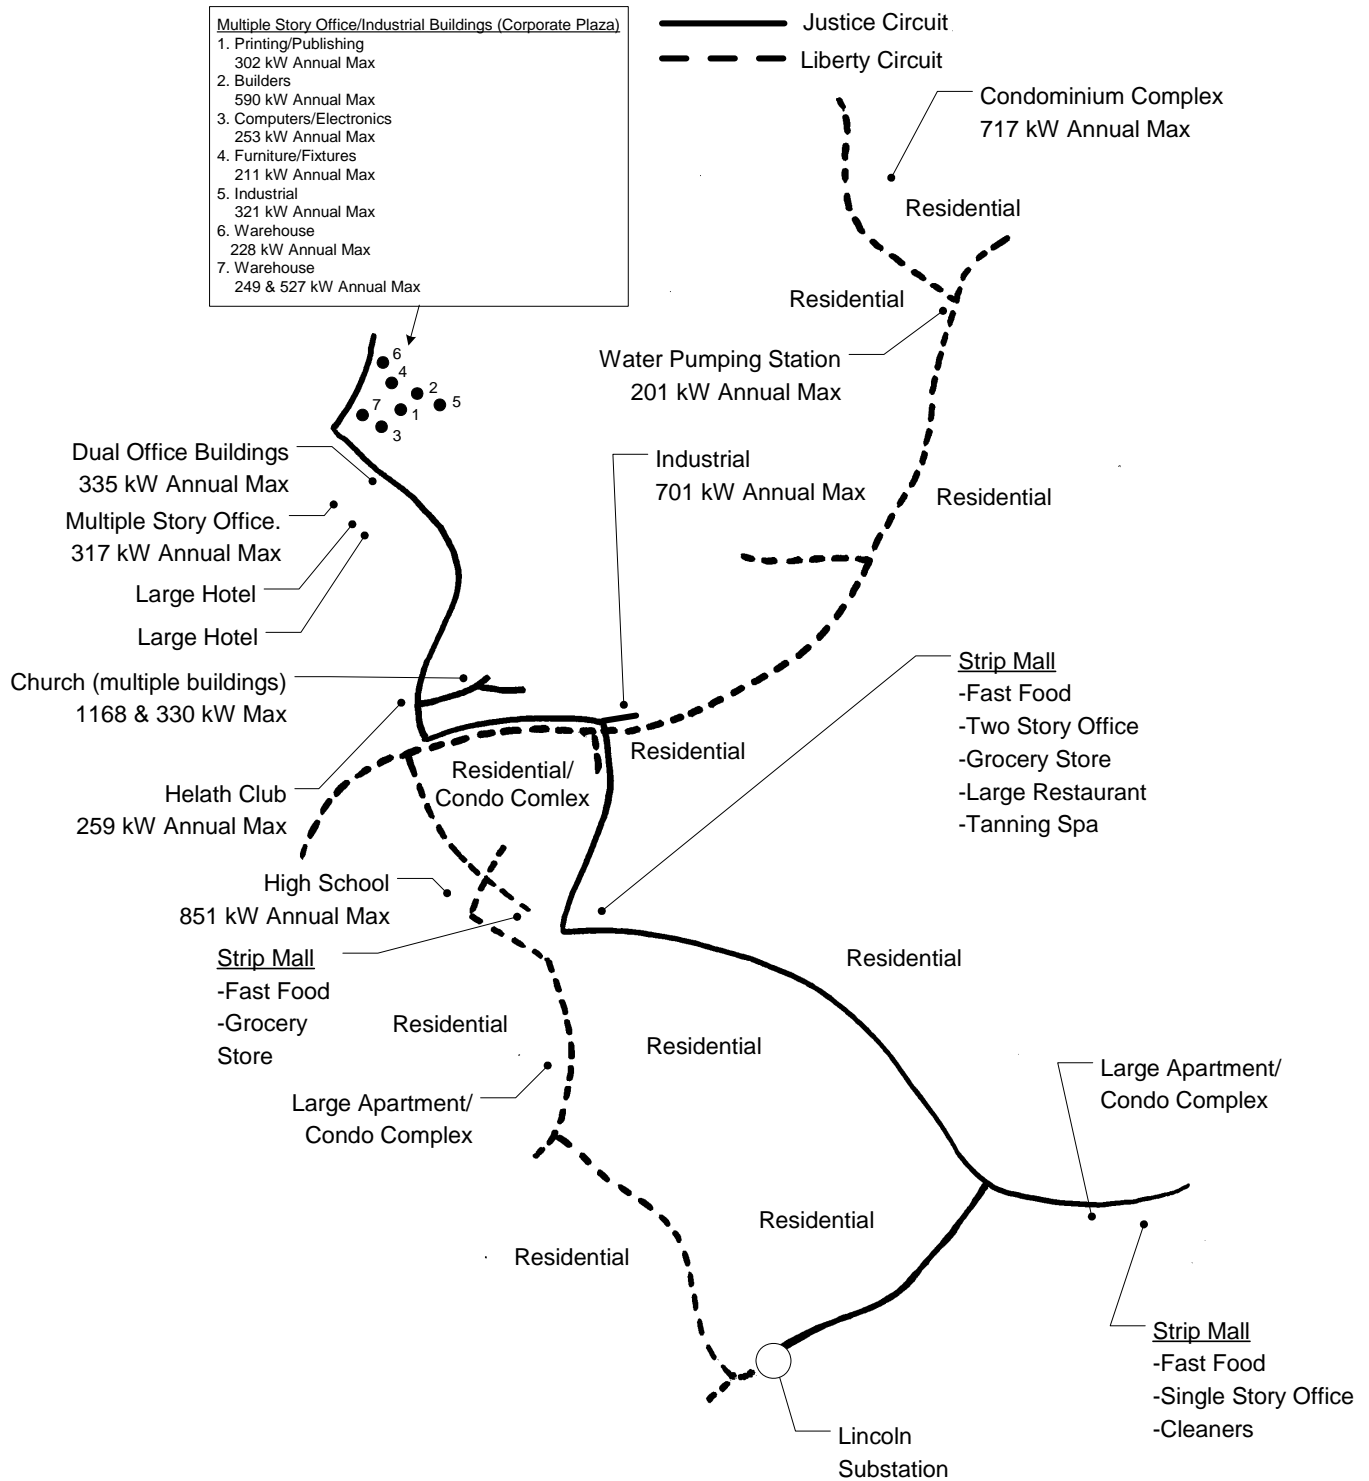 Multiple Story Office/Industrial Buildings (Corporate Plaza)
1. Printing/Publishing
302 kW Annual Max
2. Builders
590 kW Annual Max
3. Computers/Electronics
253 kW Annual Max
4. Furniture/Fixtures
211 kW Annual Max
5. Industrial
321 kW Annual Max
6. Warehouse
228 kW Annual Max
7. Warehouse
249 & 527 kW Annual Max
Justice Circuit
Liberty Circuit
Condominium Complex
717 kW Annual Max
Residential
Residential
Water Pumping Station
201 kW Annual Max
6
4
2
5
7
1
3
Dual Office Buildings
335 kW Annual Max
Industrial
701 kW Annual Max
Residential
Multiple Story Office.
317 kW Annual Max
Large Hotel
Large Hotel
Church (multiple buildings)
1168 & 330 kW Max
Strip Mall
-Fast Food
-Two Story Office
-Grocery Store
-Large Restaurant
-Tanning Spa
Residential
Residential/
Condo Comlex
Helath Club
259 kW Annual Max
High School
851 kW Annual Max
Strip Mall
-Fast Food
-Grocery
Store
Residential
Residential
Residential
Large Apartment/
Condo Complex
Large Apartment/
Condo Complex
Residential
Residential
Strip Mall
-Fast Food
-Single Story Office
-Cleaners
Lincoln
Substation